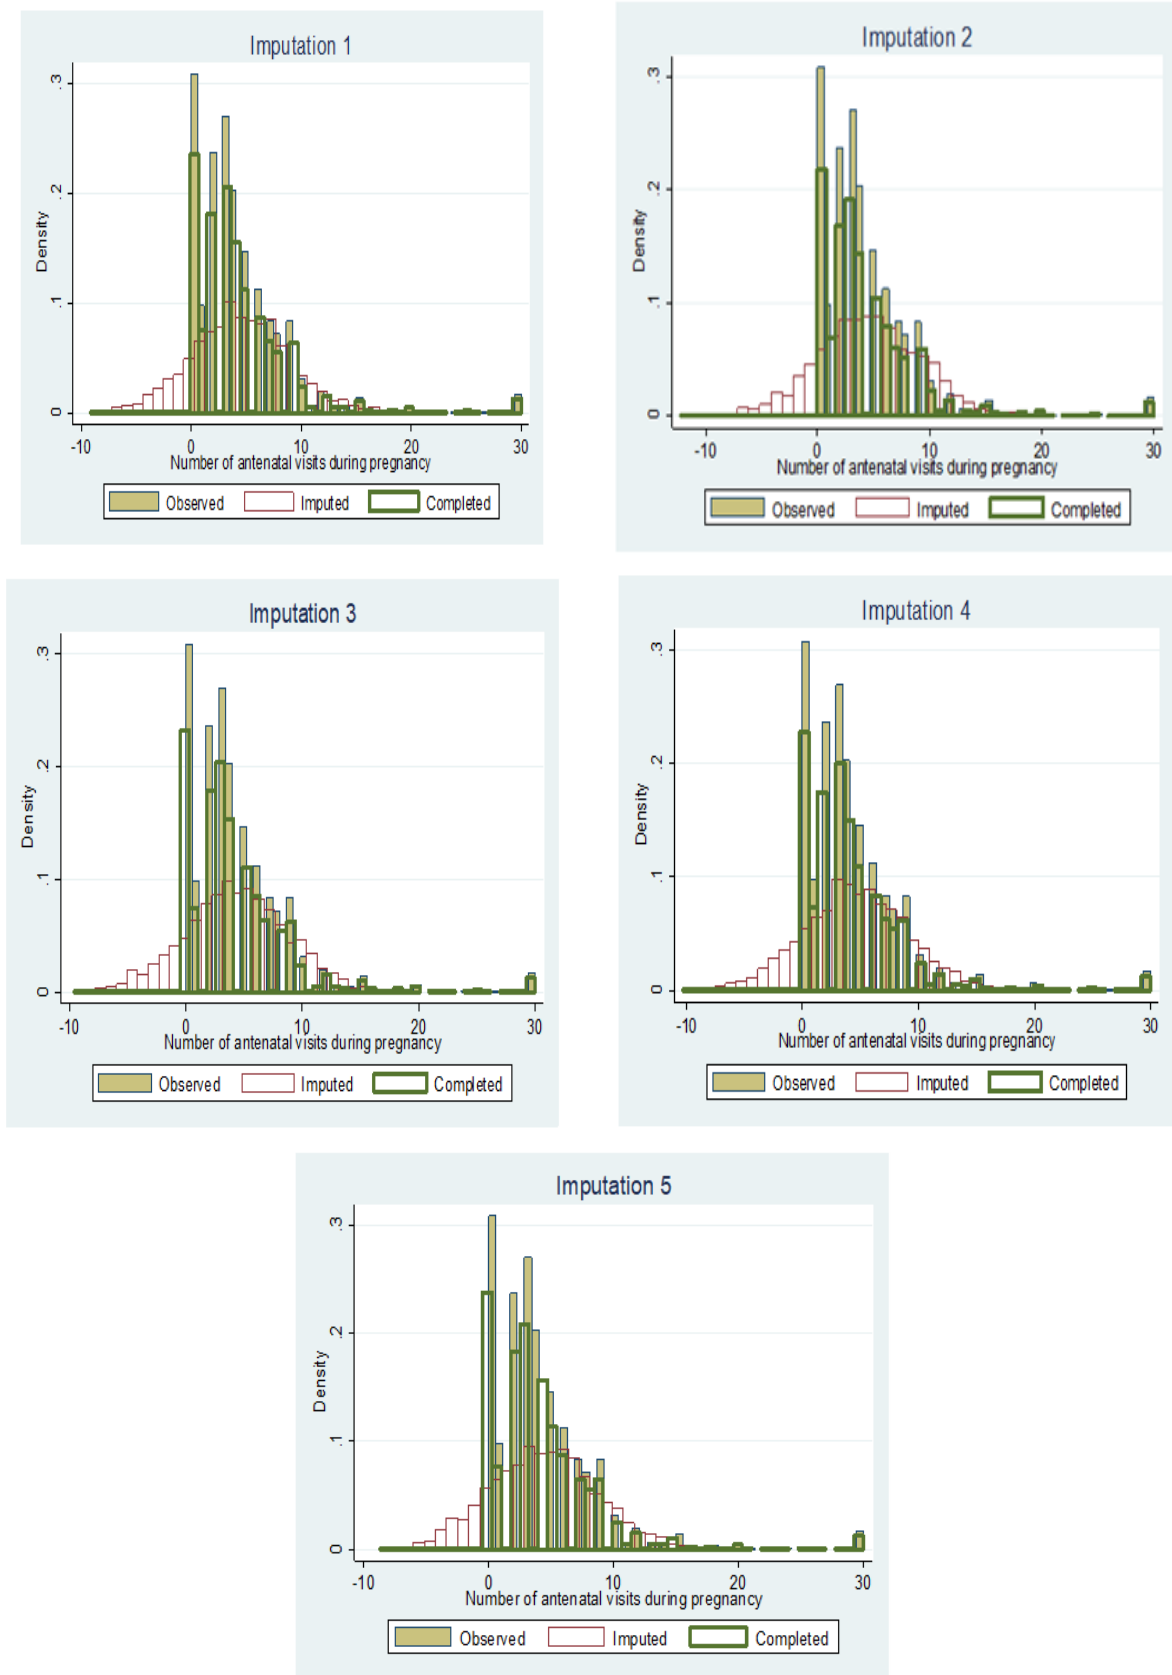 Imputation 1
.3
.2
.1
0
Density
-10 0 10 20 30
Number of antenatal visits during pregnancy
Observed Imputed Completed
Imputation 2
.3
.2
.1
0
Density
-10 0 10 20 30
Number of antenatal visits during pregnancy
Observed Imputed Completed
Imputation 3
.3
.2
.1
0
Density
-10 0 10 20 30
Number of antenatal visits during pregnancy
Observed Imputed Completed
Imputation 4
.3
.2
.1
0
Density
-10 0 10 20 30
Number of antenatal visits during pregnancy
Observed Imputed Completed
Imputation 5
.3
.2
.1
0
Density
-10 0 10 20 30
Number of antenatal visits during pregnancy
Observed Imputed Completed